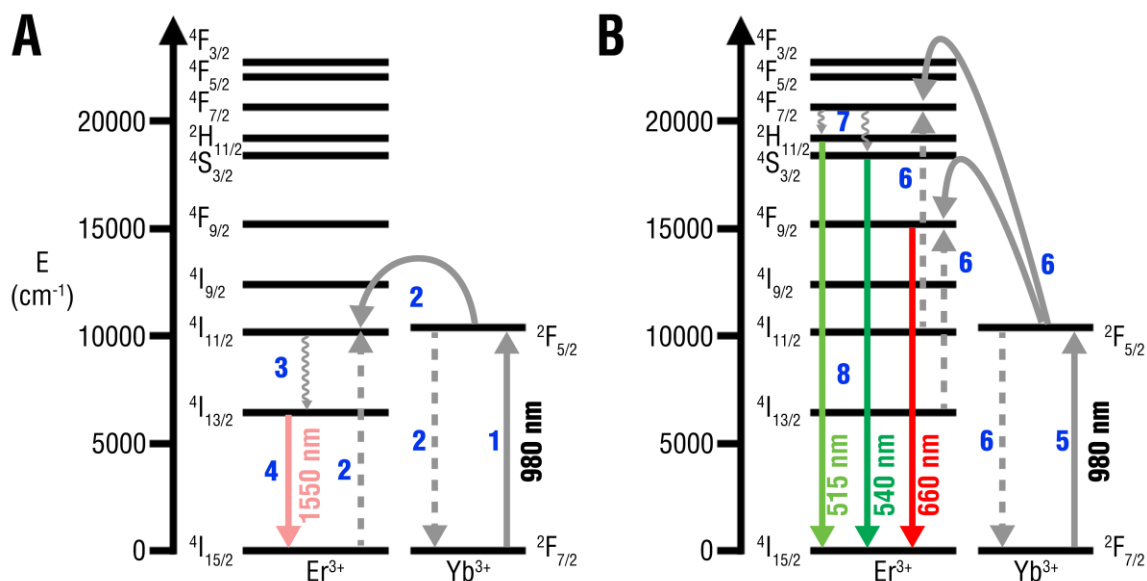 A
⁴F₃/₂
⁴F₅/₂
⁴F₇/₂
20000
²H₁₁/₂
⁴S₃/₂
15000
⁴F₉/₂
E
(cm⁻¹)
⁴I₉/₂
2
10000
⁴I₁₁/₂
²F₅/₂
3
⁴I₁₃/₂
5000
4
1550 nm
2
2
1
980 nm
0
⁴I₁₅/₂
²F₇/₂
Er³⁺
Yb³⁺
B
⁴F₃/₂
⁴F₅/₂
⁴F₇/₂
20000
7
²H₁₁/₂
⁴S₃/₂
6
15000
⁴F₉/₂
6
6
⁴I₉/₂
10000
⁴I₁₁/₂
²F₅/₂
8
⁴I₁₃/₂
5000
515 nm
540 nm
660 nm
6
5
980 nm
0
⁴I₁₅/₂
²F₇/₂
Er³⁺
Yb³⁺